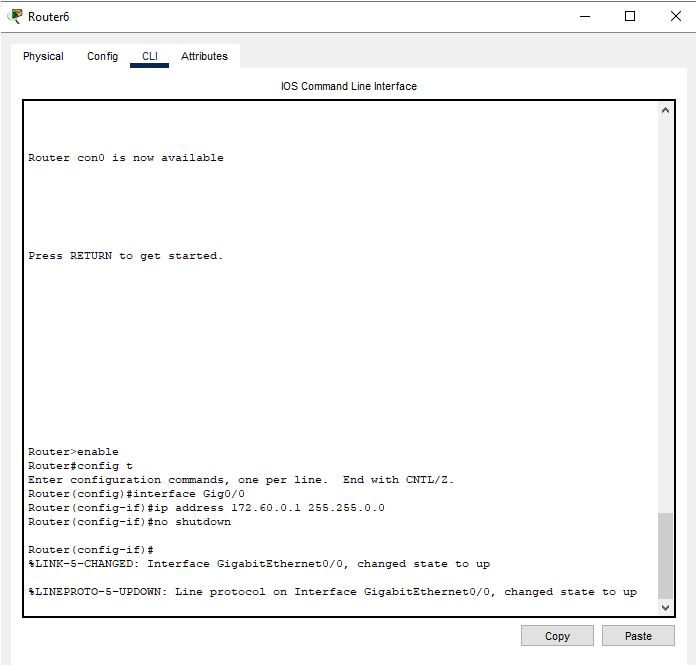 Router6
Physical Config CLI Attributes
IOS Command Line Interface
Router con0 is now available
Press RETURN to get started.
Router>enable
Router#config t
Enter configuration commands, one per line.  End with CNTL/Z.
Router(config)#interface Gig0/0
Router(config-if)#ip address 172.60.0.1 255.255.0.0
Router(config-if)#no shutdown
Router(config-if)#
%LINK-5-CHANGED: Interface GigabitEthernet0/0, changed state to up
%LINEPROTO-5-UPDOWN: Line protocol on Interface GigabitEthernet0/0, changed state to up
Copy Paste